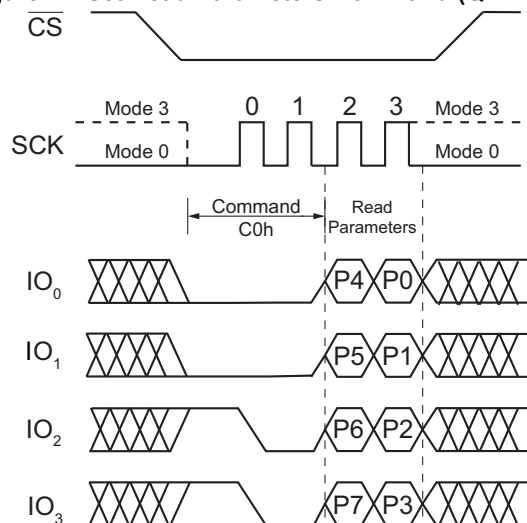 CS
Mode 3 0 1 2 3 Mode 3
SCK
Mode 0 Mode 0
Command Read
C0h Parameters
IO0 P4 P0
IO1 P5 P1
IO2 P6 P2
IO3 P7 P3